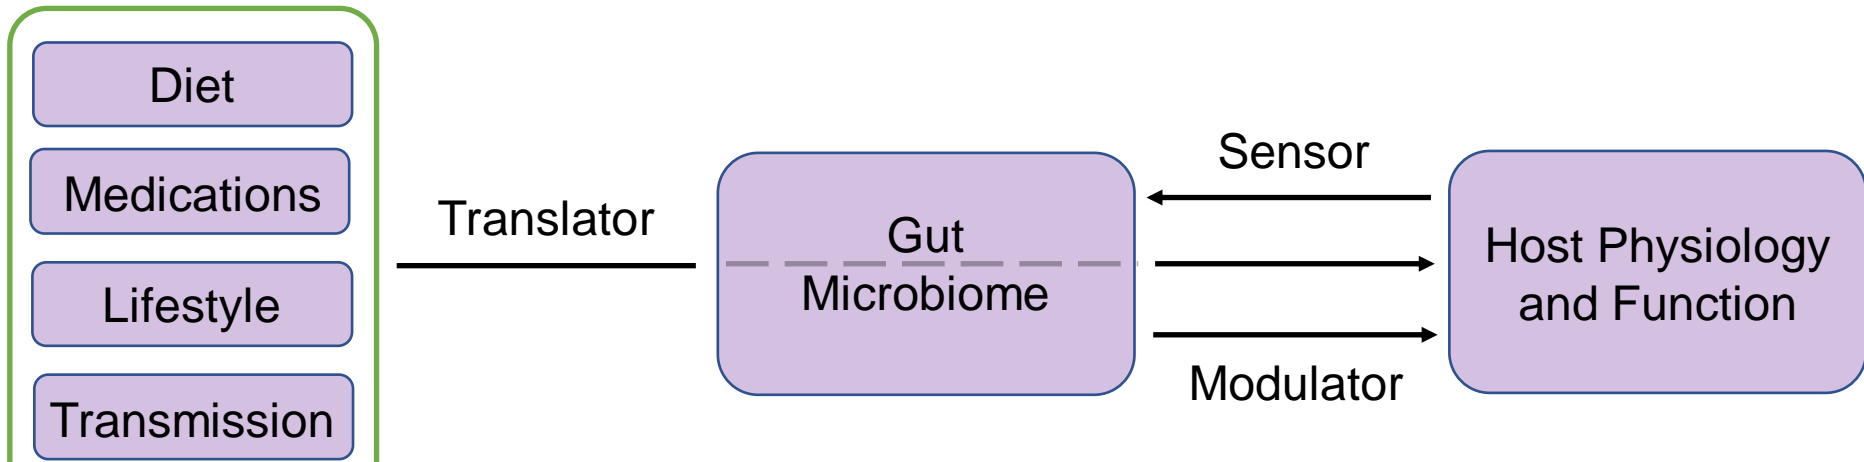 Diet
Medications
Lifestyle
Transmission
Translator
Gut
Microbiome
Sensor
Modulator
Host Physiology
and Function